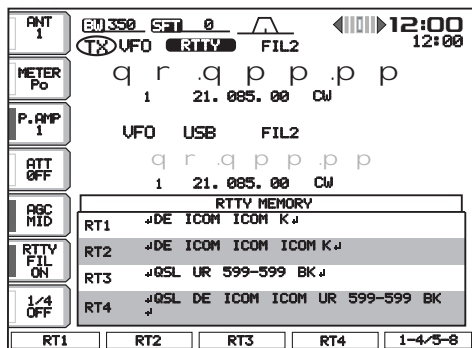 ANT 1
BW 350 SFT 0
12:00
TX VFO RTTY FIL2
12:00
METER Po
q r .q p p .p p
1 21. 085. 00 CW
P.AMP 1
VFO USB FIL2
ATT OFF
q r .q p p .p p
1 21. 085. 00 CW
AGC MID
RTTY MEMORY
RT1 ↲DE ICOM ICOM K↲
RTTY FIL ON
RT2 ↲DE ICOM ICOM ICOM K↲
RT3 ↲QSL UR 599-599 BK↲
1/4 OFF
RT4 ↲QSL DE ICOM ICOM UR 599-599 BK
↲
RT1 RT2 RT3 RT4 1-4/5-8